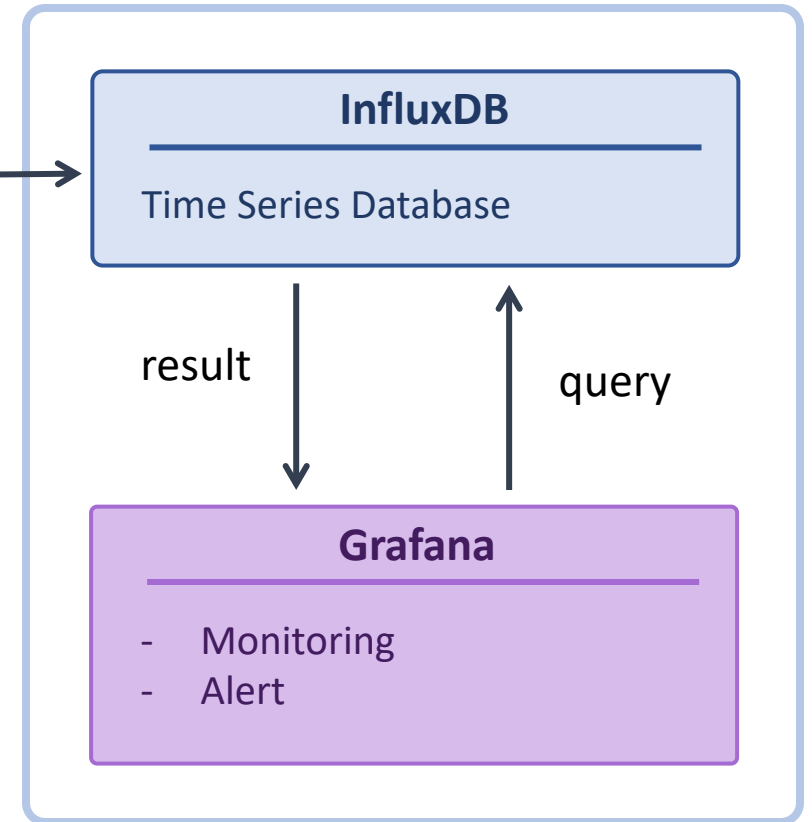 InfluxDB
Time Series Database
result
query
Grafana
- Monitoring
- Alert